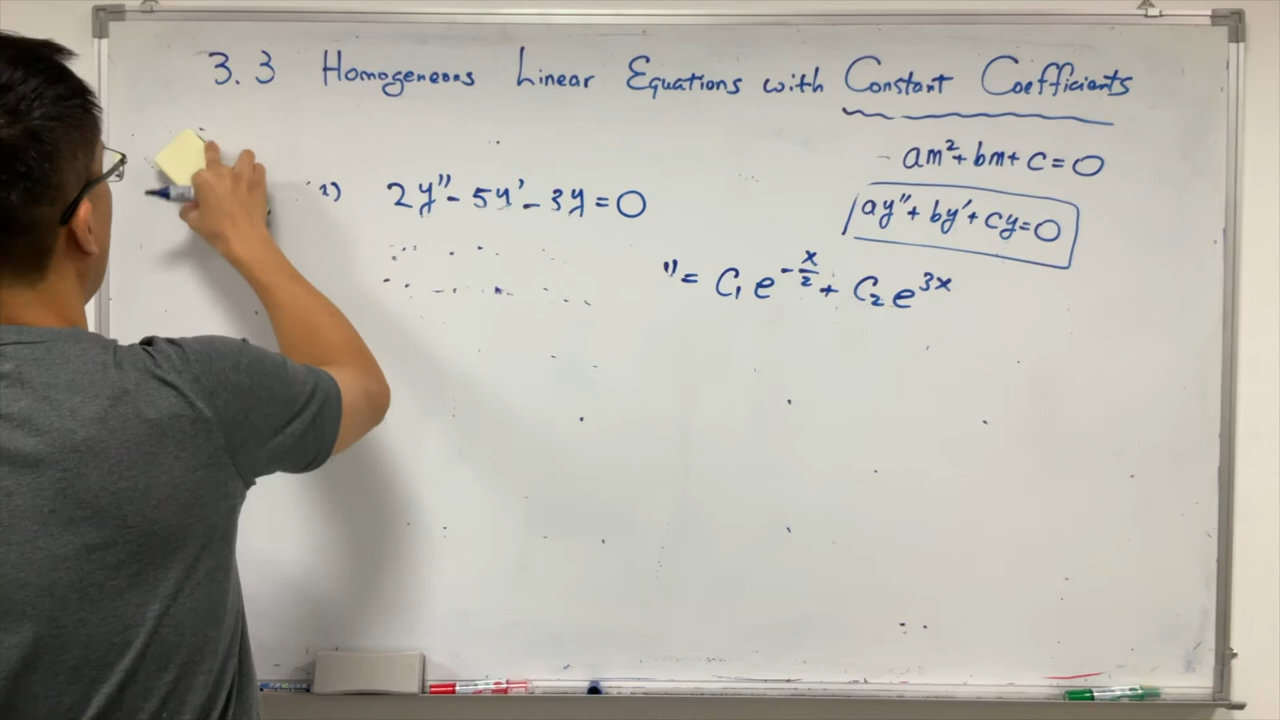 3.3 Homogeneous Linear Equations with Constant Coefficients
am²+bm+c=0
2y''-5y'-3y=0
ay''+by'+cy=0
= C₁e^{-x/2}+C₂e^{3x}